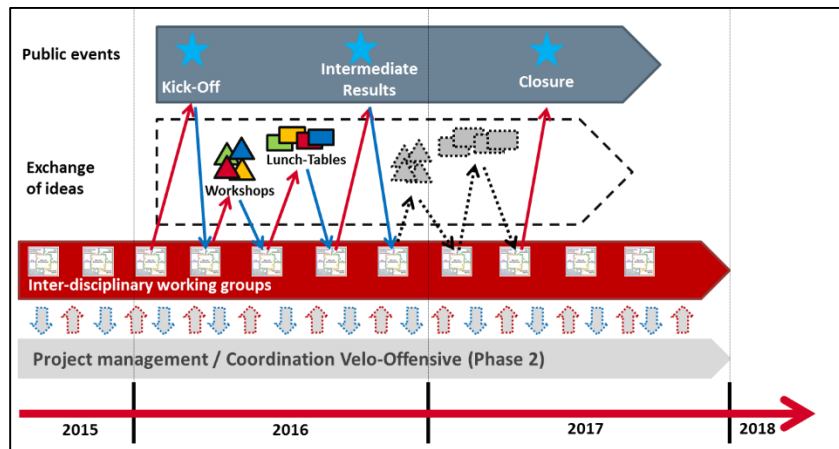 Public events
Kick-Off
Intermediate
Results
Closure
Exchange
of ideas
Workshops
Lunch-Tables
Inter-disciplinary working groups
Project management / Coordination Velo-Offensive (Phase 2)
2015
2016
2017
2018